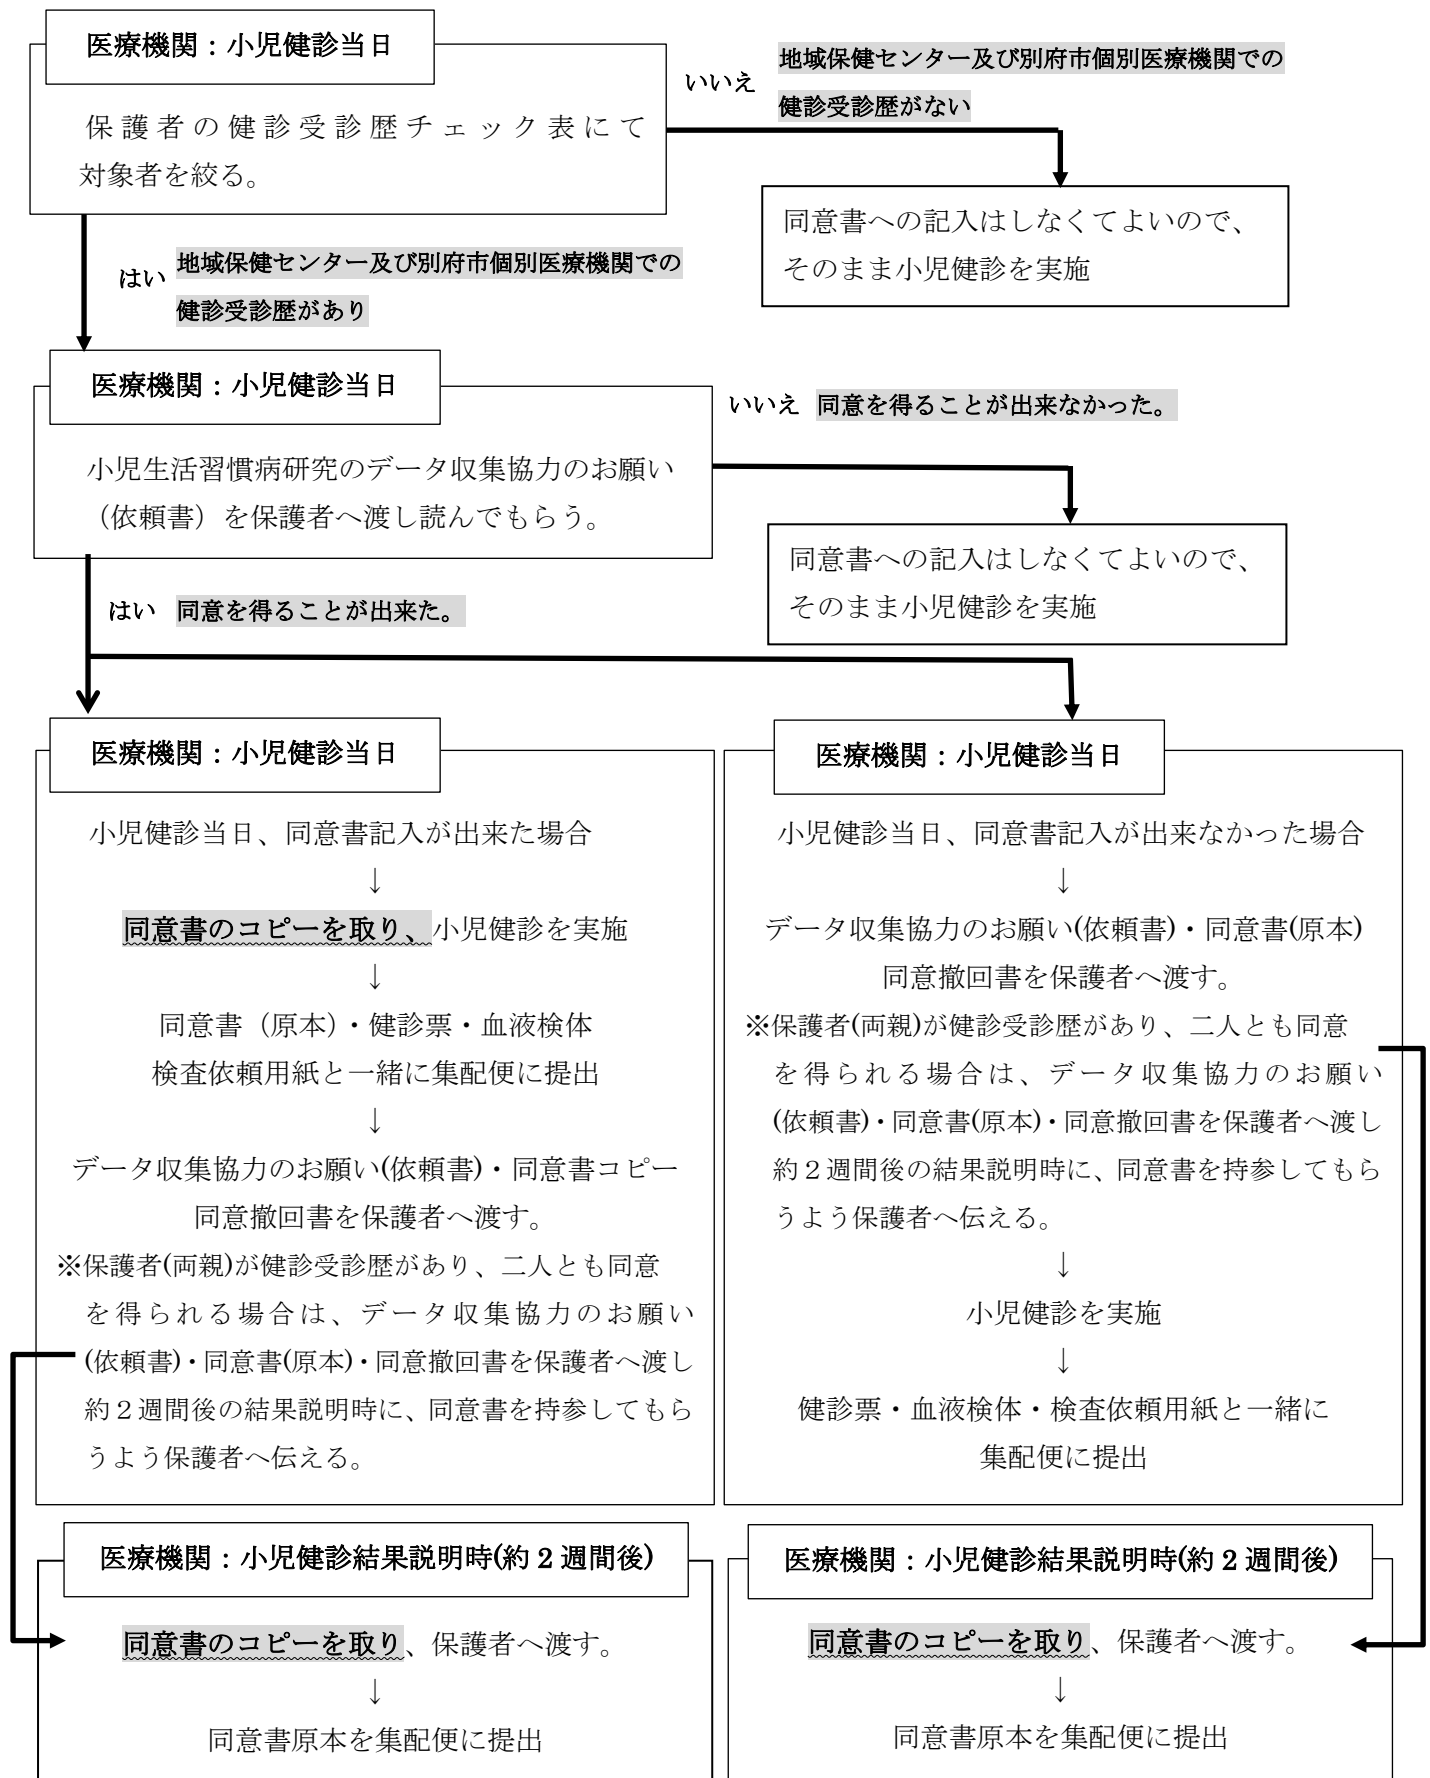 医療機関：小児健診当日
保護者の健診受診歴チェック表にて
対象者を絞る。
いいえ
地域保健センター及び別府市個別医療機関での
健診受診歴がない
同意書への記入はしなくてよいので、
そのまま小児健診を実施
はい
地域保健センター及び別府市個別医療機関での
健診受診歴があり
医療機関：小児健診当日
小児生活習慣病研究のデータ収集協力のお願い
（依頼書）を保護者へ渡し読んでもらう。
いいえ 同意を得ることが出来なかった。
同意書への記入はしなくてよいので、
そのまま小児健診を実施
はい 同意を得ることが出来た。
医療機関：小児健診当日
小児健診当日、同意書記入が出来た場合
↓
同意書のコピーを取り、小児健診を実施
↓
同意書（原本）・健診票・血液検体
検査依頼用紙と一緒に集配便に提出
↓
データ収集協力のお願い(依頼書)・同意書コピー
同意撤回書を保護者へ渡す。
※保護者(両親)が健診受診歴があり、二人とも同意
を得られる場合は、データ収集協力のお願い
(依頼書)・同意書(原本)・同意撤回書を保護者へ渡し
約２週間後の結果説明時に、同意書を持参してもら
うよう保護者へ伝える。
医療機関：小児健診当日
小児健診当日、同意書記入が出来なかった場合
↓
データ収集協力のお願い(依頼書)・同意書(原本)
同意撤回書を保護者へ渡す。
※保護者(両親)が健診受診歴があり、二人とも同意
を得られる場合は、データ収集協力のお願い
(依頼書)・同意書(原本)・同意撤回書を保護者へ渡し
約２週間後の結果説明時に、同意書を持参してもら
うよう保護者へ伝える。
↓
小児健診を実施
↓
健診票・血液検体・検査依頼用紙と一緒に
集配便に提出
医療機関：小児健診結果説明時(約２週間後)
同意書のコピーを取り、保護者へ渡す。
↓
同意書原本を集配便に提出
医療機関：小児健診結果説明時(約２週間後)
同意書のコピーを取り、保護者へ渡す。
↓
同意書原本を集配便に提出